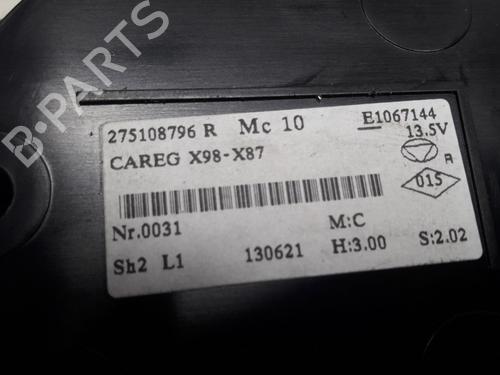 B-PARTS
275108796 R Mc 10 E1067144
13.5V
CAREG X98-X87
R
015
Nr.0031 M:C
Sh2 L1 130621 H:3.00 S:2.02